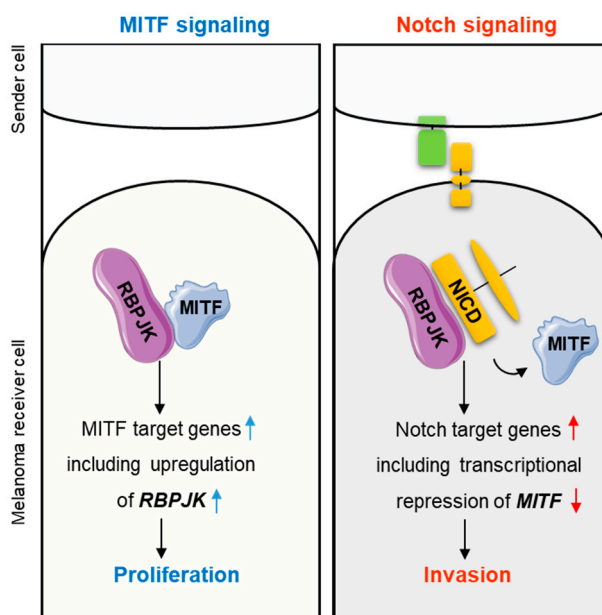 MITF signaling
Notch signaling
Sender cell
Melanoma receiver cell
RBPJK
MITF
MITF target genes
including upregulation
of RBPJK
Proliferation
RBPJK
NICD
MITF
Notch target genes
including transcriptional
repression of MITF
Invasion